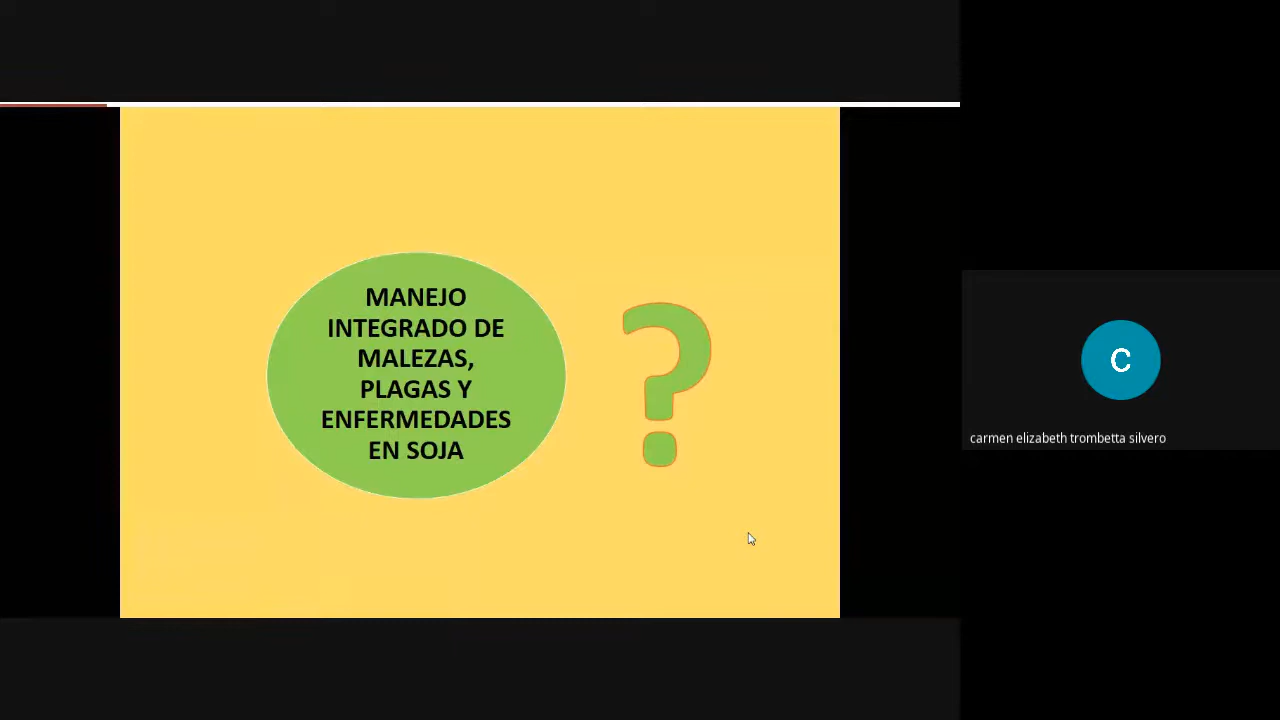 MANEJO
INTEGRADO DE
MALEZAS,
PLAGAS Y
ENFERMEDADES
EN SOJA
?
C
carmen elizabeth trombetta silvero